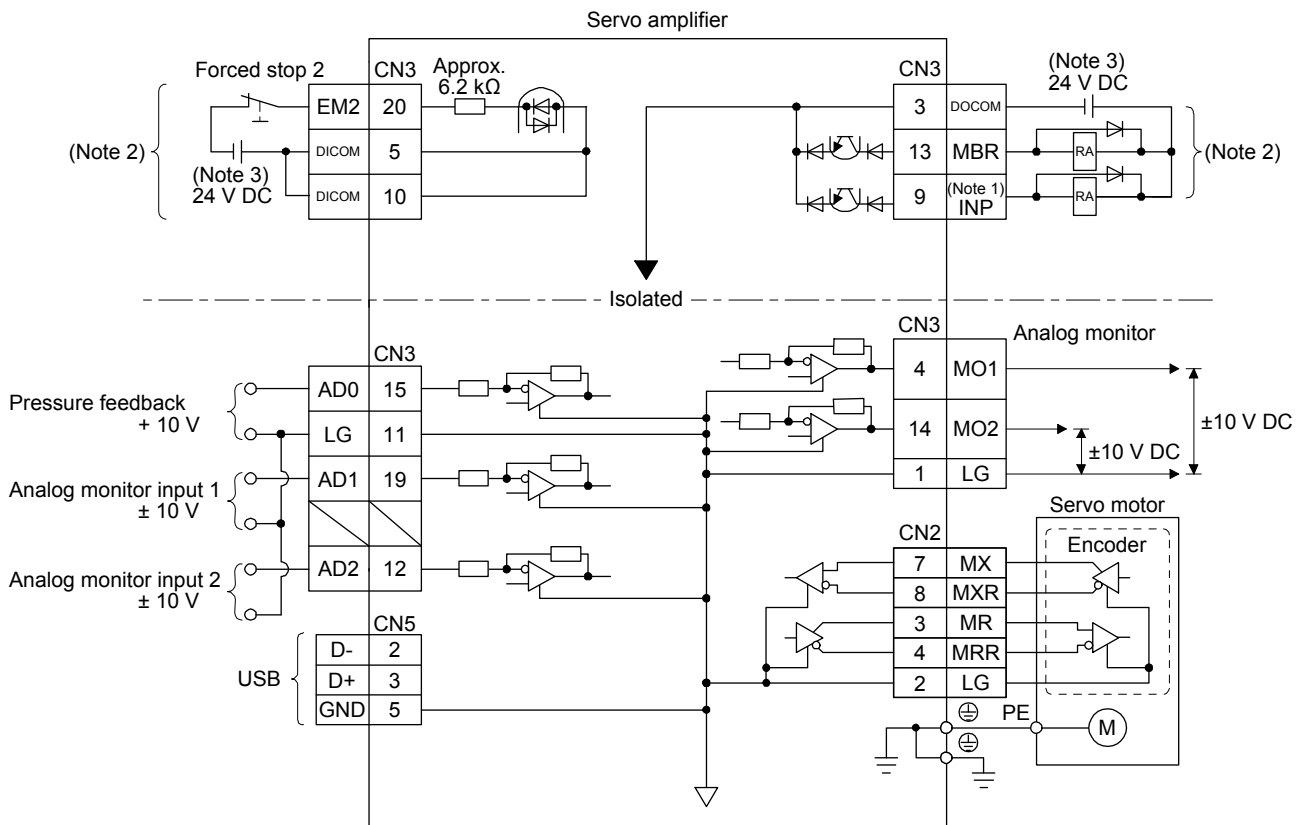 Servo amplifier
Forced stop 2
CN3
Approx.
6.2 kΩ
EM2 20
DICOM 5
DICOM 10
(Note 2)
(Note 3)
24 V DC
CN3
(Note 3)
24 V DC
3 DOCOM
13 MBR RA
9 (Note 1)
INP RA
(Note 2)
Isolated
CN3
Pressure feedback
+ 10 V
AD0 15
LG 11
Analog monitor input 1
± 10 V
AD1 19
Analog monitor input 2
± 10 V
AD2 12
CN5
USB
D- 2
D+ 3
GND 5
CN3
Analog monitor
4 MO1
14 MO2
1 LG
±10 V DC
±10 V DC
Servo motor
Encoder
CN2
7 MX
8 MXR
3 MR
4 MRR
2 LG
PE
M